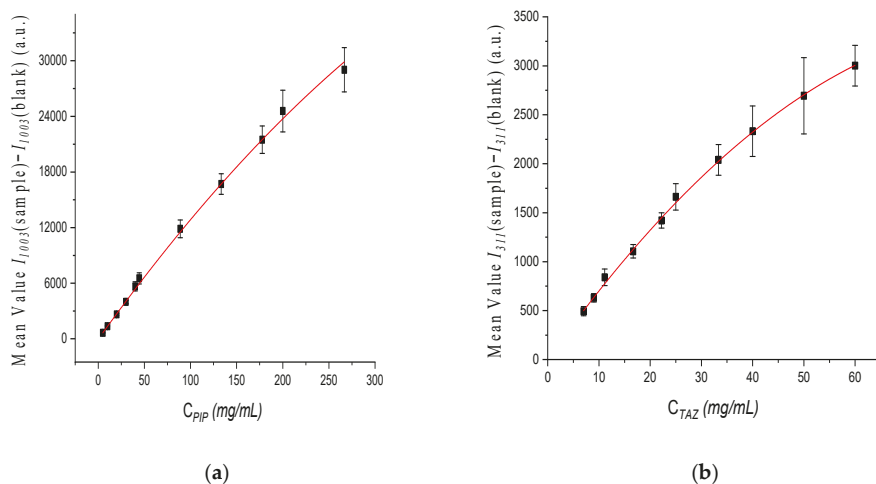 Mean Value I1003(sample)−I1003(blank) (a.u.)
30000
24000
18000
12000
6000
0
0 50 100 150 200 250 300
CPIP (mg/mL)
(a)
Mean Value I311(sample)−I311(blank) (a.u.)
3500
3000
2500
2000
1500
1000
500
0
0 10 20 30 40 50 60
CTAZ (mg/mL)
(b)